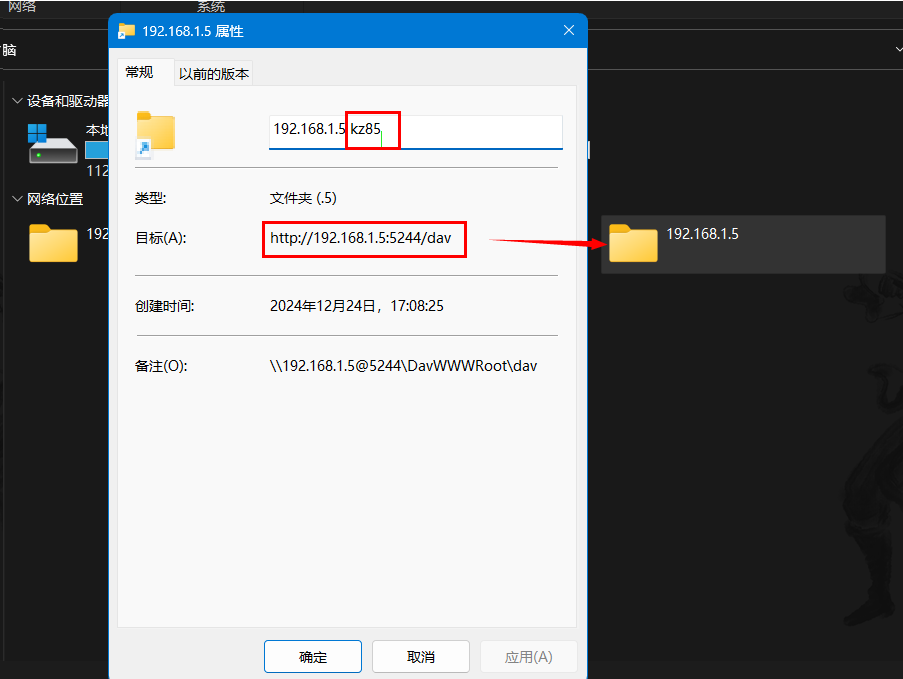 网络
系统
192.168.1.5 属性
脑
常规
以前的版本
设备和驱动器
本地
112
网络位置
192
192.168.1.5 kz85
类型:
文件夹 (.5)
目标(A):
http://192.168.1.5:5244/dav
192.168.1.5
创建时间:
2024年12月24日，17:08:25
备注(O):
\\192.168.1.5@5244\DavWWWRoot\dav
确定
取消
应用(A)